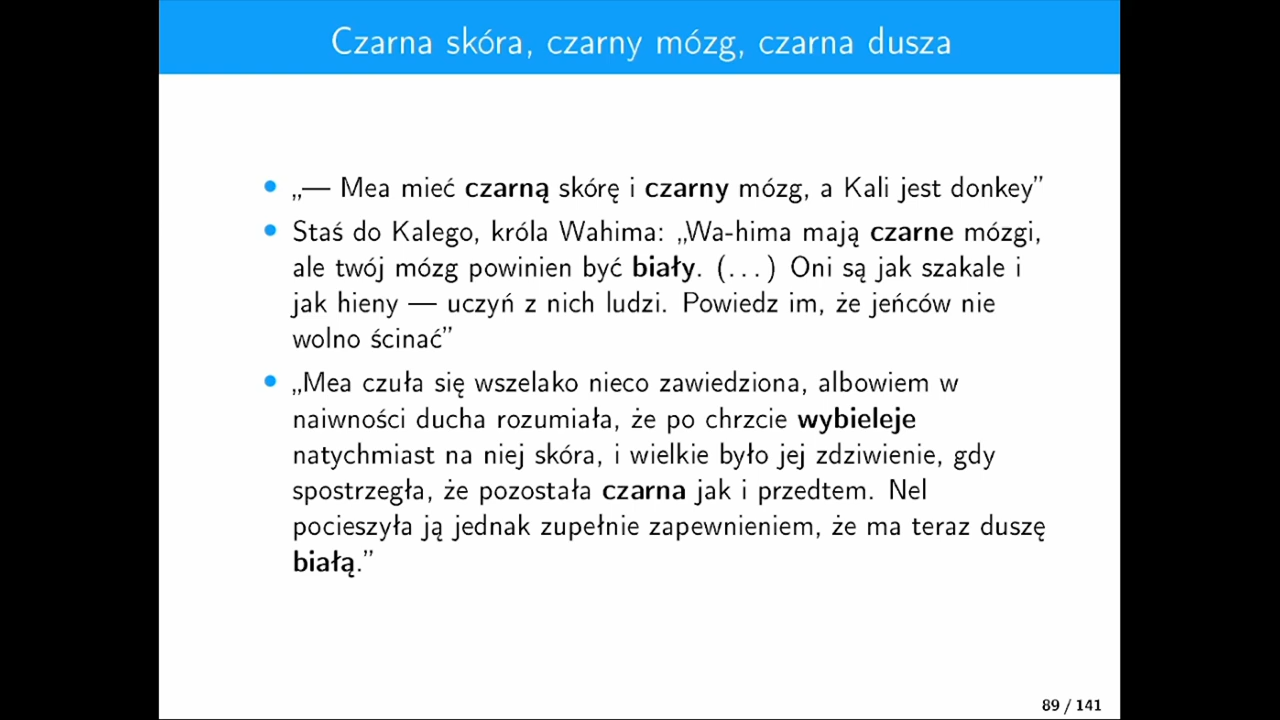 Czarna skóra, czarny mózg, czarna dusza
„— Mea mieć czarną skórę i czarny mózg, a Kali jest donkey”
Staś do Kalego, króla Wahima: „Wa-hima mają czarne mózgi,
ale twój mózg powinien być biały. (...) Oni są jak szakale i
jak hieny — uczyń z nich ludzi. Powiedz im, że jeńców nie
wolno ścinać”
„Mea czuła się wszelako nieco zawiedziona, albowiem w
naiwności ducha rozumiała, że po chrzcie wybieleje
natychmiast na niej skóra, i wielkie było jej zdziwienie, gdy
spostrzegła, że pozostała czarna jak i przedtem. Nel
pocieszyła ją jednak zupełnie zapewnieniem, że ma teraz duszę
białą.”
89 / 141